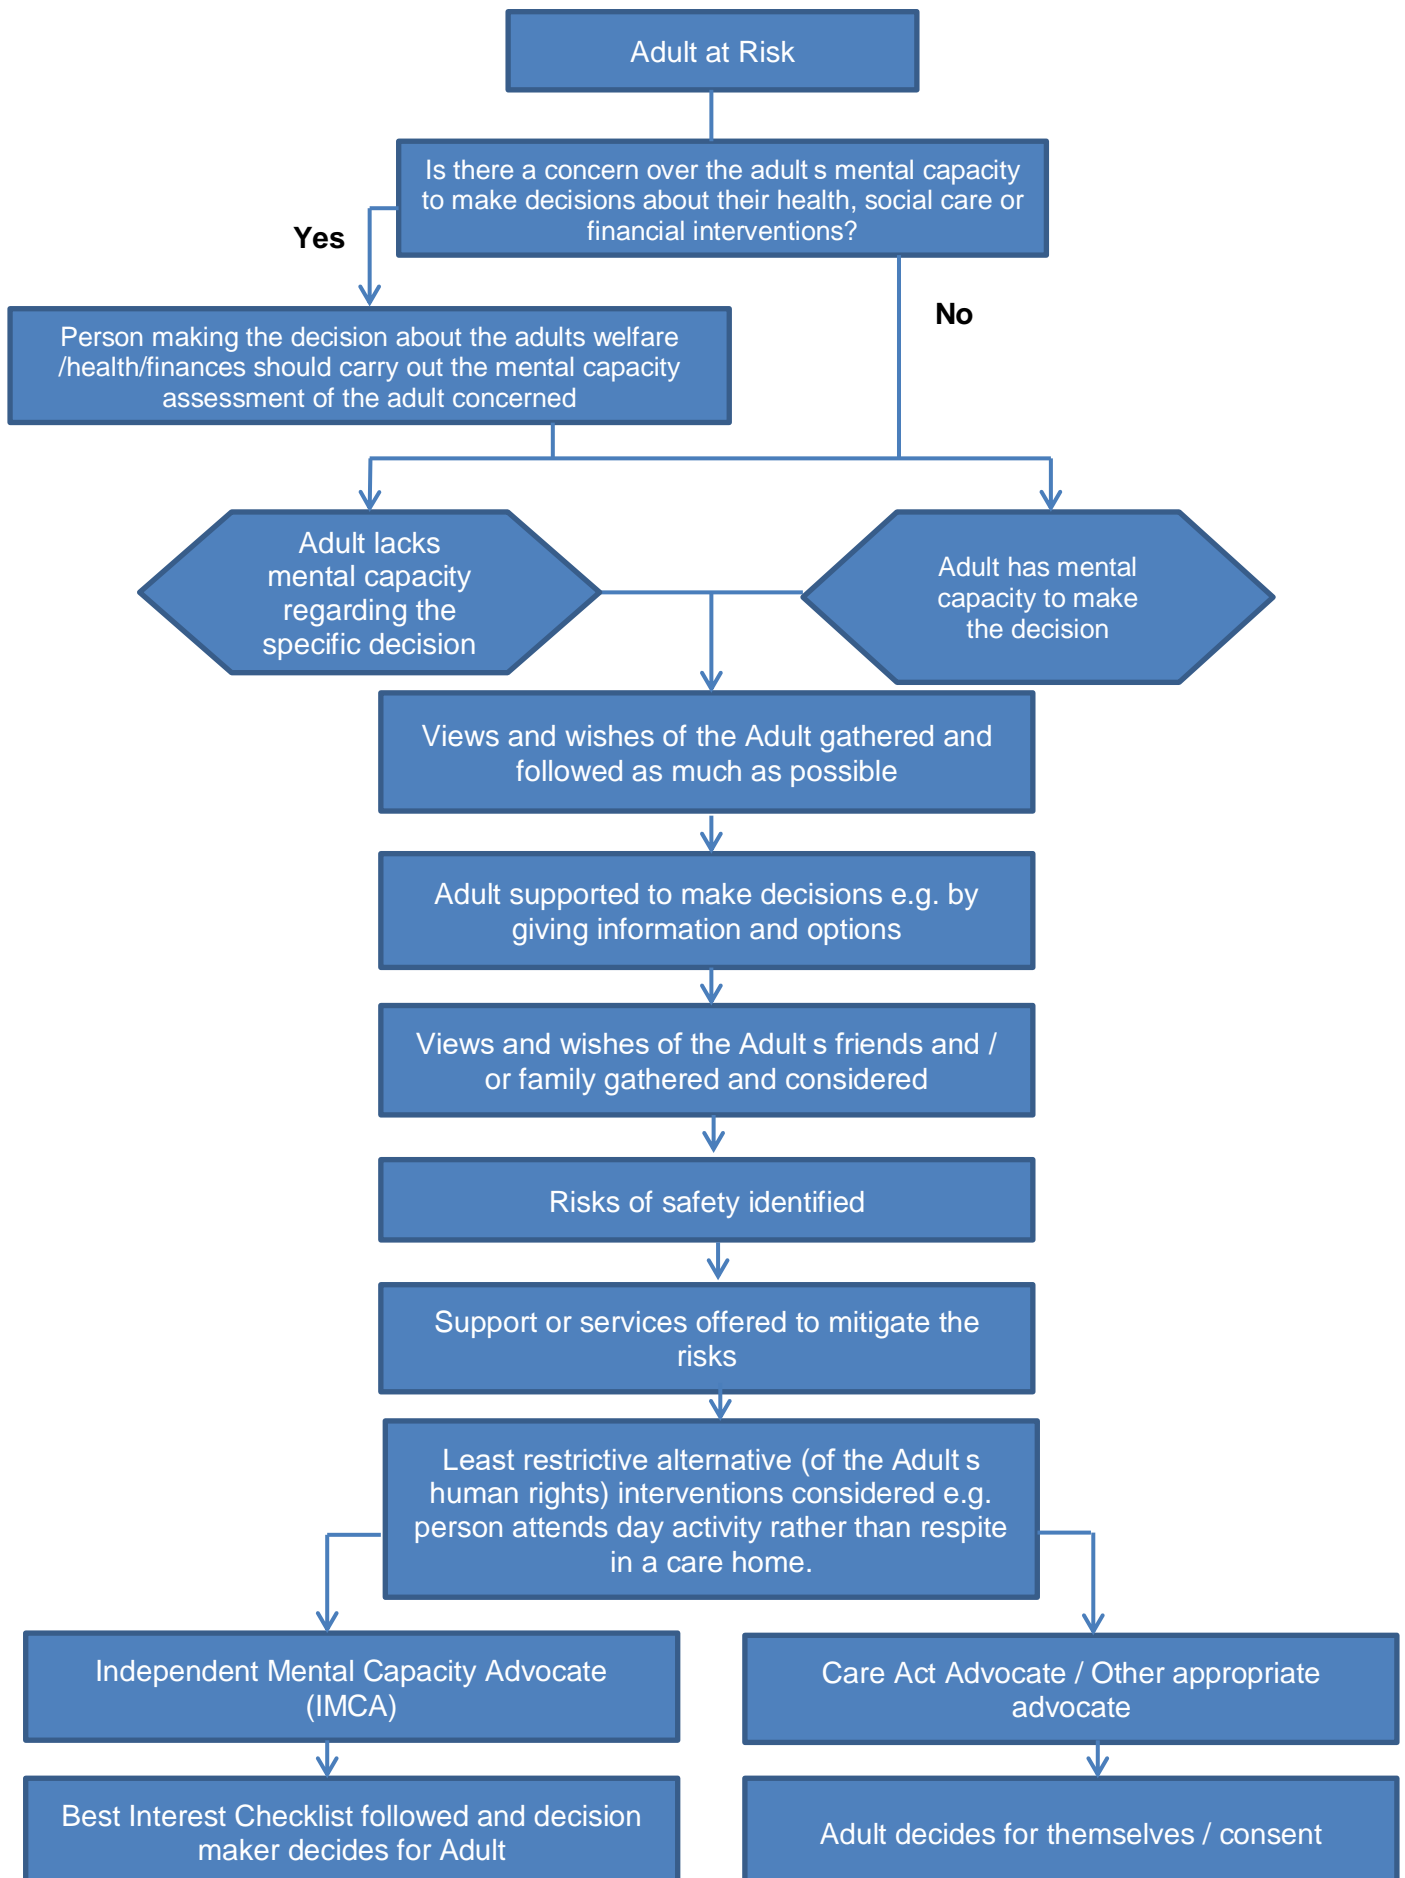 Adult at Risk
Is there a concern over the adult s mental capacity
to make decisions about their health, social care or
financial interventions?
Yes
No
Person making the decision about the adults welfare
/health/finances should carry out the mental capacity
assessment of the adult concerned
Adult lacks
mental capacity
regarding the
specific decision
Adult has mental
capacity to make
the decision
Views and wishes of the Adult gathered and
followed as much as possible
Adult supported to make decisions e.g. by
giving information and options
Views and wishes of the Adult s friends and /
or family gathered and considered
Risks of safety identified
Support or services offered to mitigate the
risks
Least restrictive alternative (of the Adult s
human rights) interventions considered e.g.
person attends day activity rather than respite
in a care home.
Independent Mental Capacity Advocate
(IMCA)
Care Act Advocate / Other appropriate
advocate
Best Interest Checklist followed and decision
maker decides for Adult
Adult decides for themselves / consent